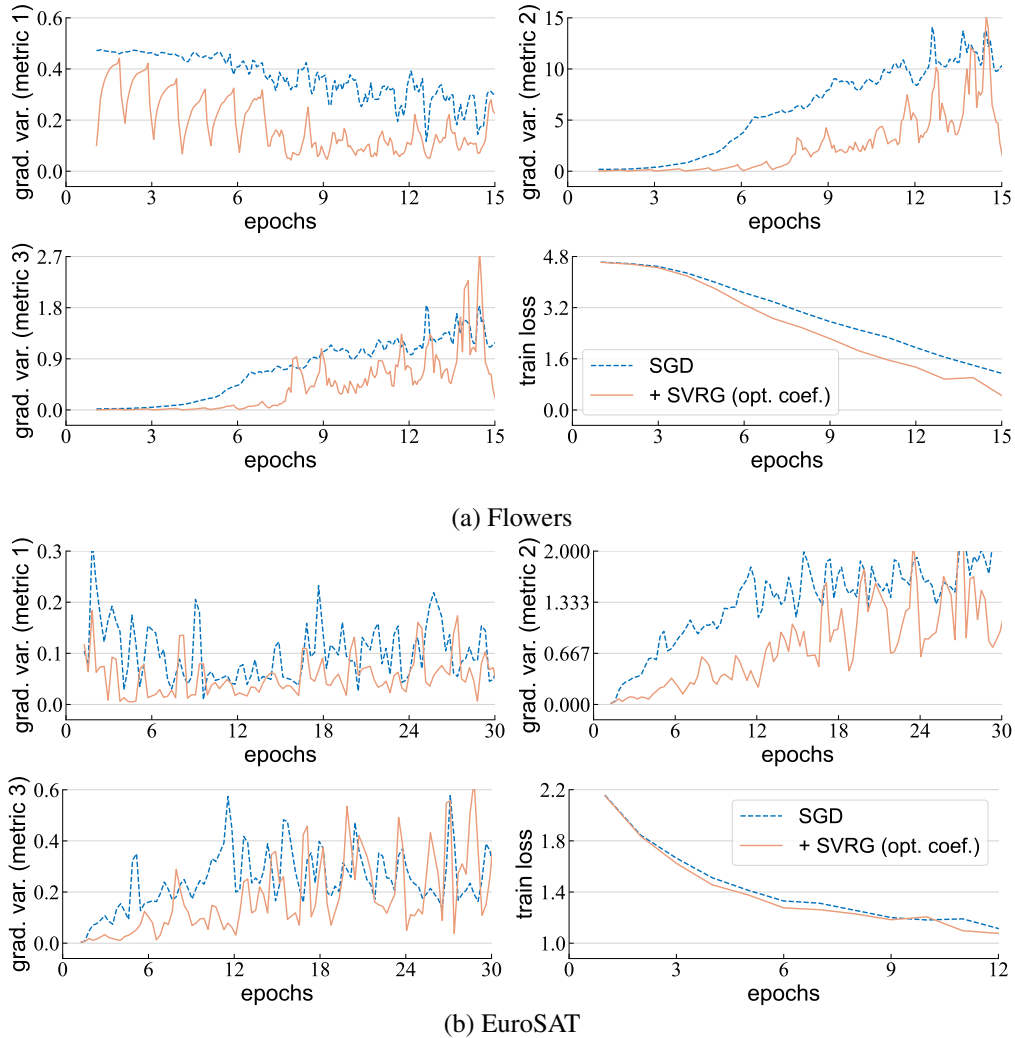 grad. var. (metric 1)
0.6
0.4
0.2
0.0
0 3 6 9 12 15
epochs
grad. var. (metric 2)
15
10
5
0
0 3 6 9 12 15
epochs
grad. var. (metric 3)
2.7
1.8
0.9
0.0
0 3 6 9 12 15
epochs
train loss
4.8
3.2
1.6
0.0
SGD
+ SVRG (opt. coef.)
0 3 6 9 12 15
epochs
(a) Flowers
grad. var. (metric 1)
0.3
0.2
0.1
0.0
0 6 12 18 24 30
epochs
grad. var. (metric 2)
2.000
1.333
0.667
0.000
0 6 12 18 24 30
epochs
grad. var. (metric 3)
0.6
0.4
0.2
0.0
0 6 12 18 24 30
epochs
train loss
2.2
1.8
1.4
1.0
SGD
+ SVRG (opt. coef.)
0 3 6 9 12
epochs
(b) EuroSAT